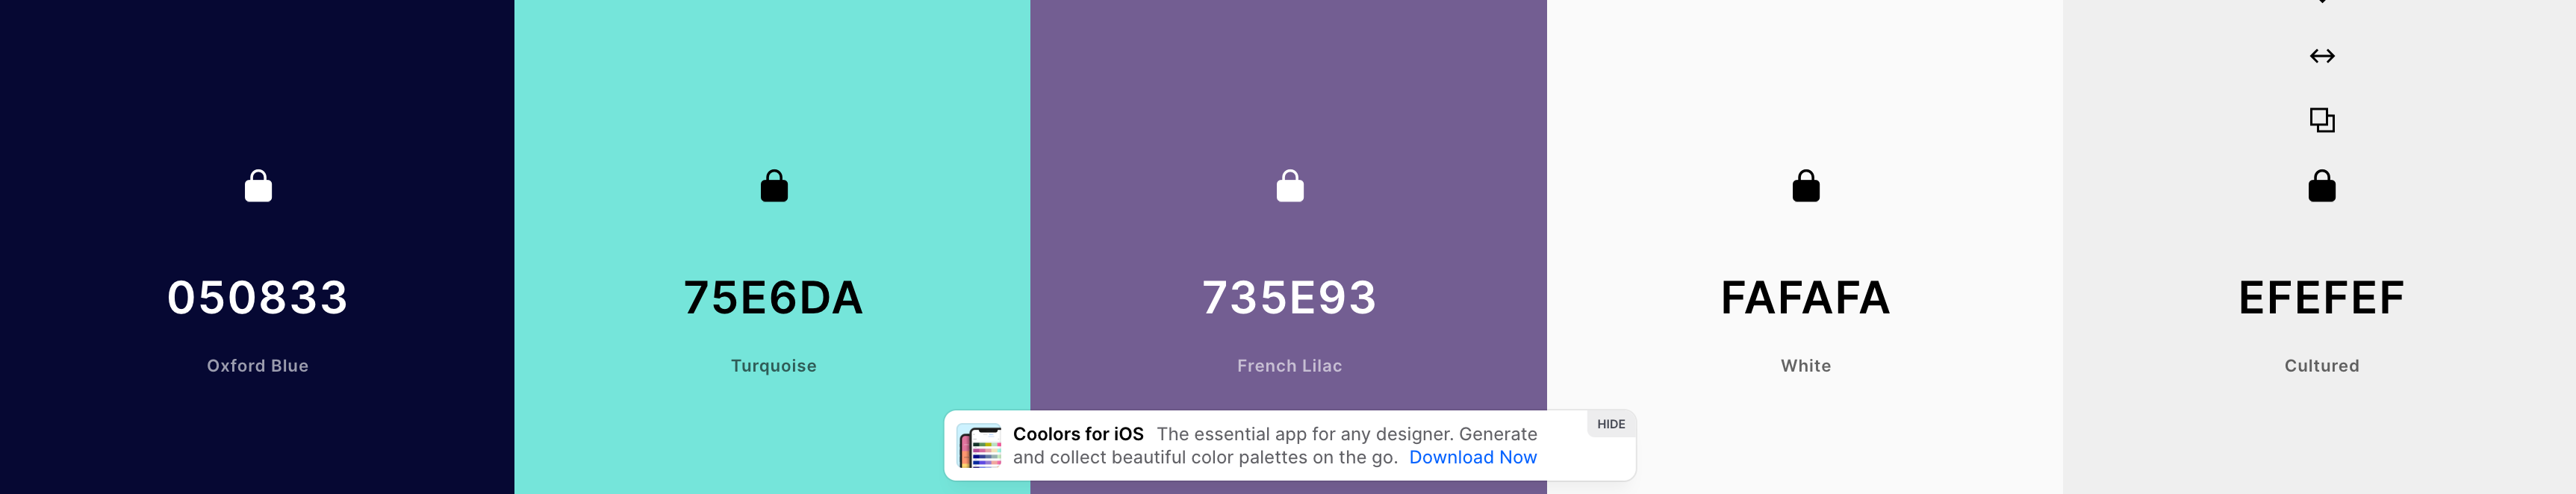 050833
Oxford Blue
75E6DA
Turquoise
735E93
French Lilac
FAFAFA
White
EFEFEF
Cultured
Coolors for iOS The essential app for any designer. Generate
and collect beautiful color palettes on the go. Download Now
HIDE